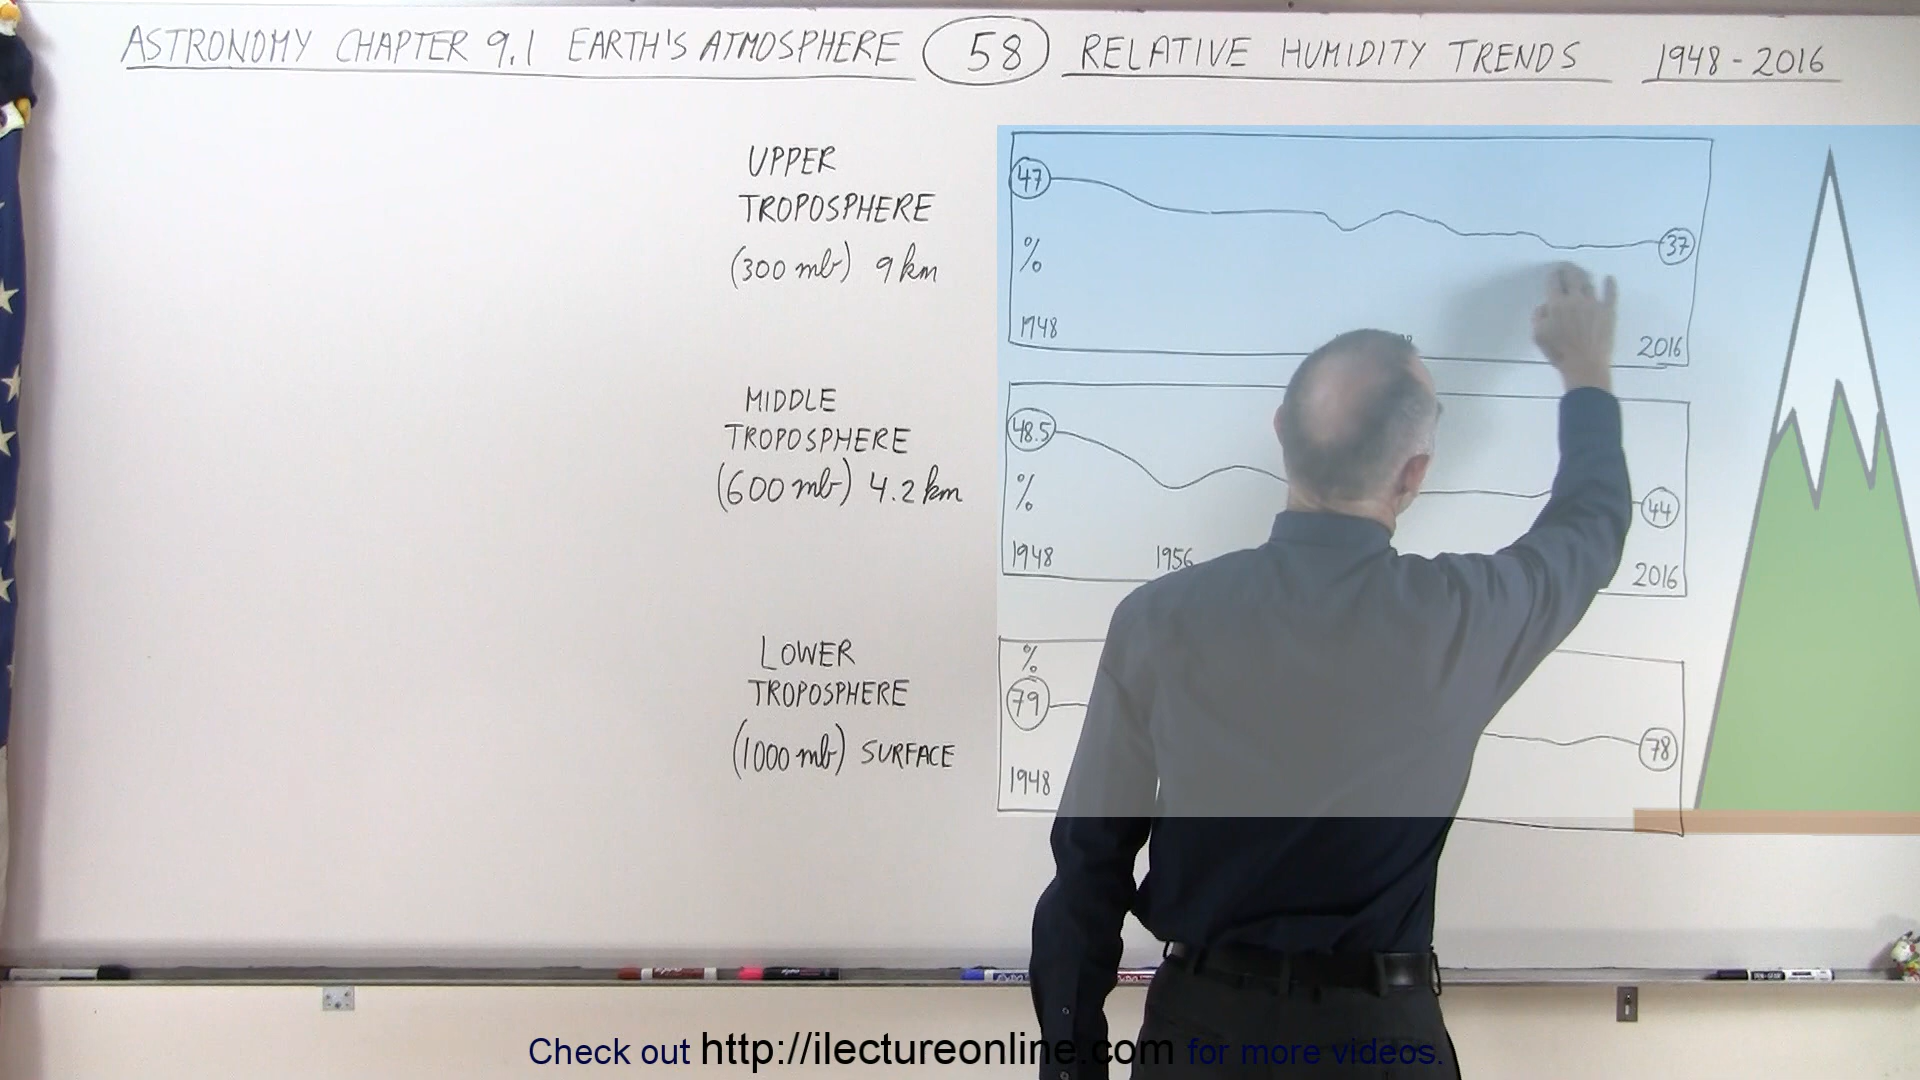 ASTRONOMY CHAPTER 9.1 EARTH'S ATMOSPHERE 58 RELATIVE HUMIDITY TRENDS 1948-2016
UPPER
TROPOSPHERE
(300 mb) 9 km
47
%
37
1948
2016
MIDDLE
TROPOSPHERE
(600 mb) 4.2 km
48.5
%
44
1948
1956
2016
LOWER
TROPOSPHERE
(1000 mb) SURFACE
%
79
78
1948
Check out http://ilectureonline.com for more videos.